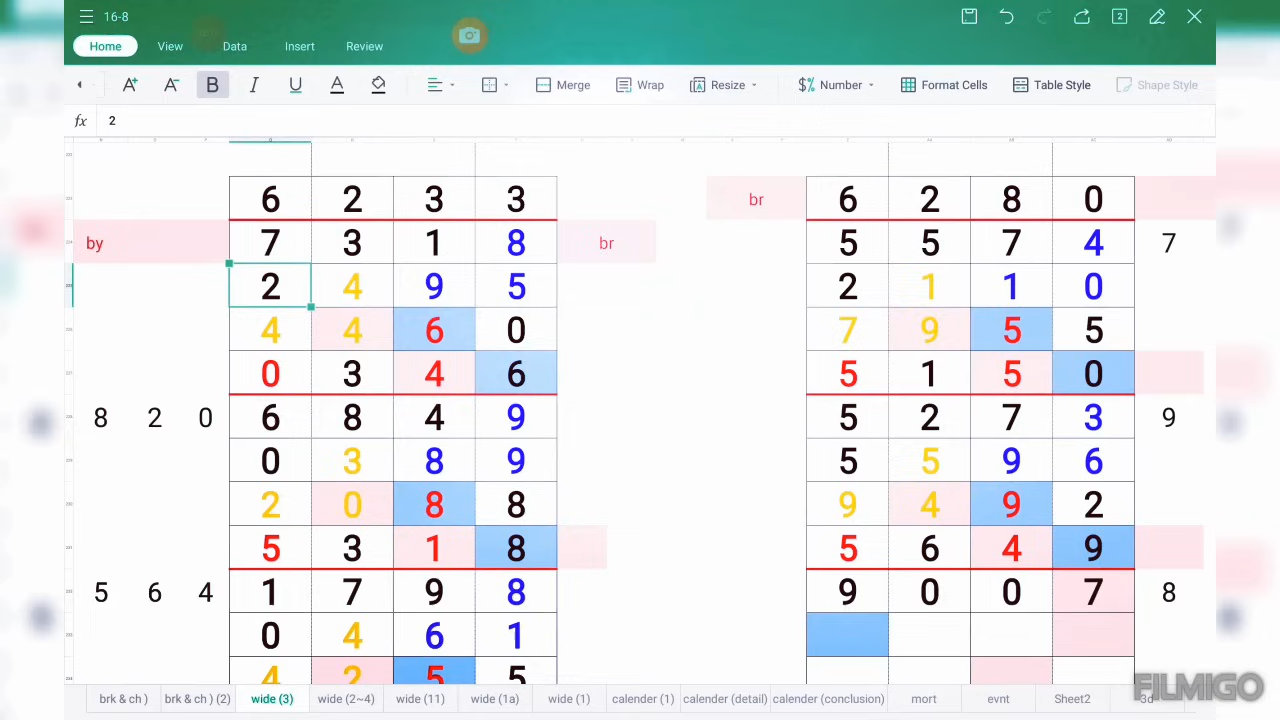 16-8
2
Home View Data Insert Review
B I U A Merge Wrap Resize $% Number Format Cells Table Style Shape Style
fx 2
6 2 3 3 br 6 2 8 0
by 7 3 1 8 br 5 5 7 4 7
2 4 9 5 2 1 1 0
4 4 6 0 7 9 5 5
0 3 4 6 5 1 5 0
8 2 0 6 8 4 9 5 2 7 3 9
0 3 8 9 5 5 9 6
2 0 8 8 9 4 9 2
5 3 1 8 5 6 4 9
5 6 4 1 7 9 8 9 0 0 7 8
0 4 6 1
4 2 5 5
brk & ch ) brk & ch ) (2) wide (3) wide (2~4) wide (11) wide (1a) wide (1) calender (1) calender (detail) calender (conclusion) mort evnt Sheet2 3d
FILMIGO